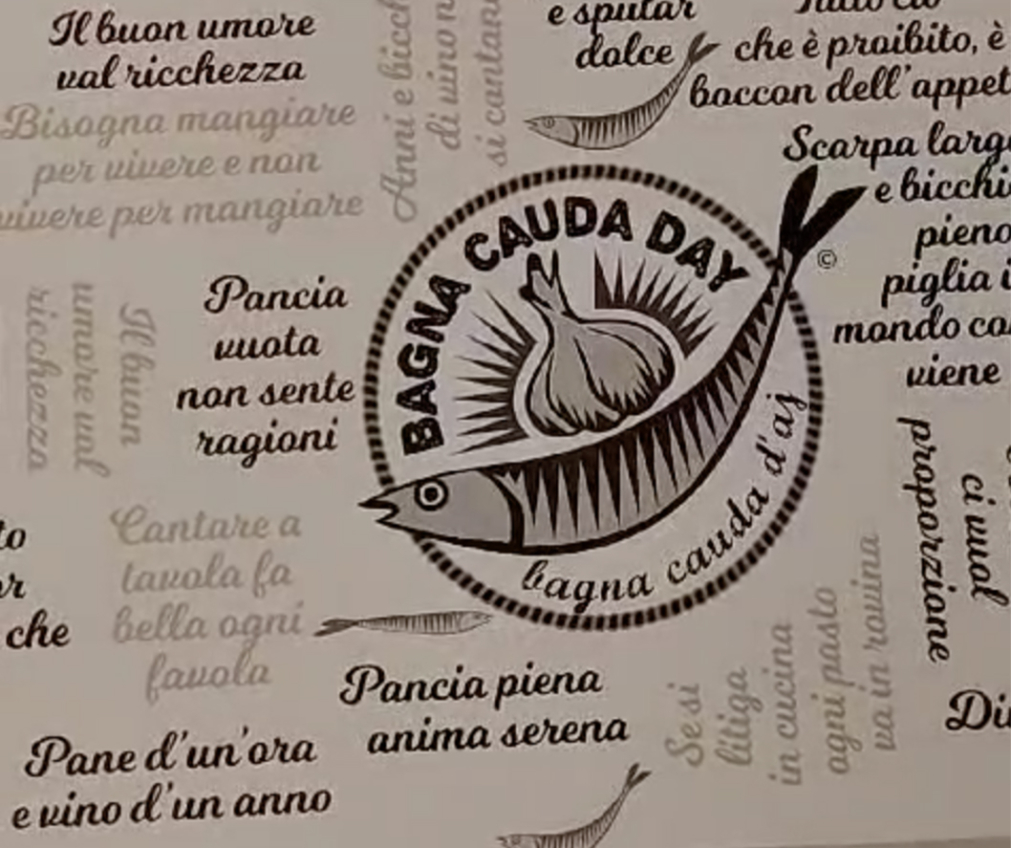 Il buon umore
val ricchezza
Bisogna mangiare
per vivere e non
vivere per mangiare
Anni e bicch
di vino n
si cantan
e sputar
dolce
che è proibito, è
boccon dell'appet
Scarpa larg
e bicchi
pieno
piglia i
mondo co
viene
Il buon
umore val
ricchezza
Pancia
vuota
non sente
ragioni
BAGNA CAUDA DAY
©
bagna cauda d'aj
to
er
che
Cantare a
tavola fa
bella ogni
favola
Pancia piena
anima serena
Pane d'un'ora
e vino d'un anno
Se si
litiga
in cucina
ogni pasto
va in rovina
ci vuol
proporzione
Di